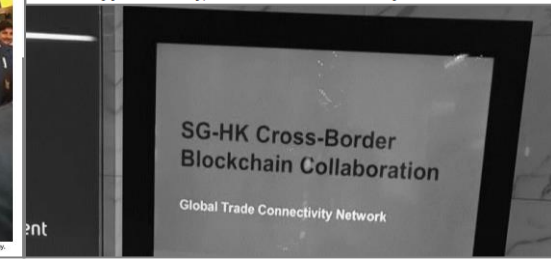 SG-HK Cross-Border
Blockchain Collaboration
Global Trade Connectivity Network
ent